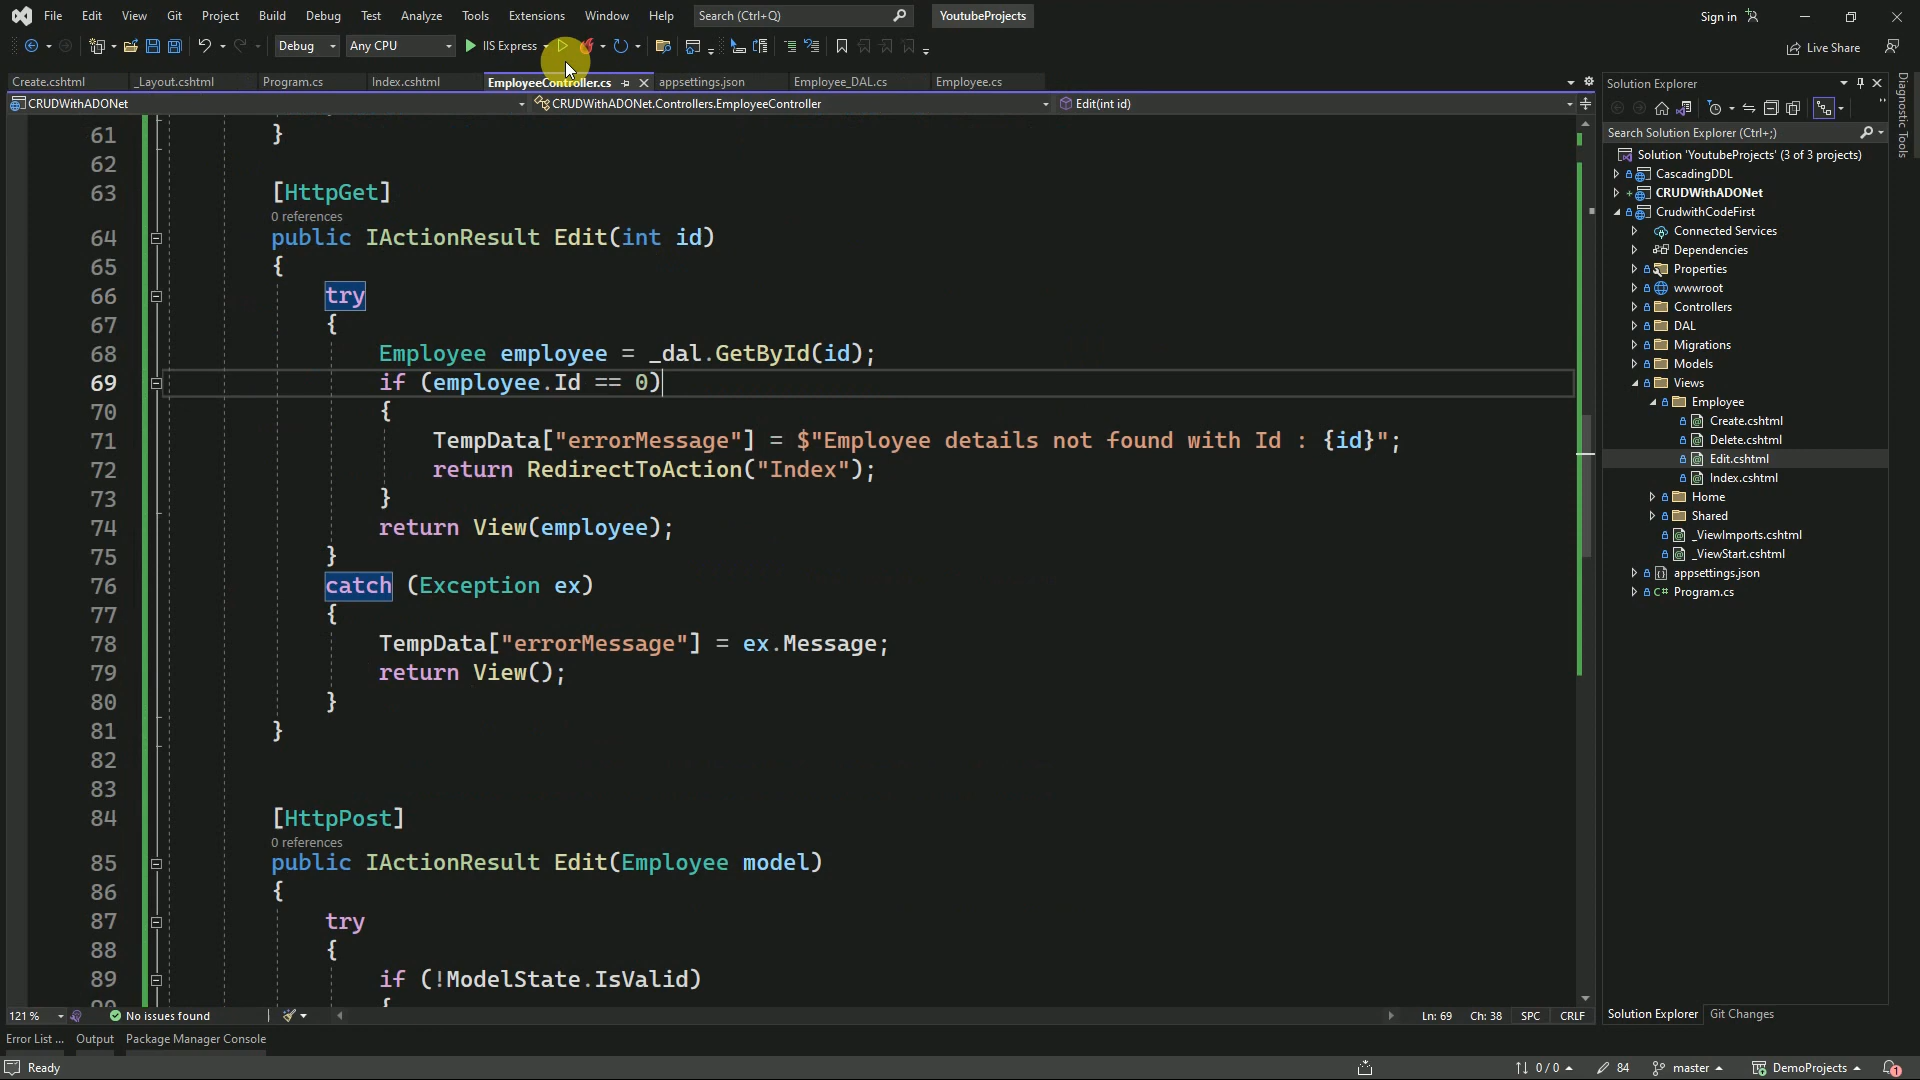 File Edit View Git Project Build Debug Test Analyze Tools Extensions Window Help Search (Ctrl+Q) YoutubeProjects Sign in
Debug Any CPU IIS Express Live Share
Create.cshtml _Layout.cshtml Program.cs Index.cshtml EmployeeController.cs appsettings.json Employee_DAL.cs Employee.cs
CRUDWithADONet CRUDWithADONet.Controllers.EmployeeController Edit(int id)
61 }
62
63 [HttpGet]
0 references
64 public IActionResult Edit(int id)
65 {
66 try
67 {
68 Employee employee = _dal.GetById(id);
69 if (employee.Id == 0)
70 {
71 TempData["errorMessage"] = $"Employee details not found with Id : {id}";
72 return RedirectToAction("Index");
73 }
74 return View(employee);
75 }
76 catch (Exception ex)
77 {
78 TempData["errorMessage"] = ex.Message;
79 return View();
80 }
81 }
82
83
84 [HttpPost]
0 references
85 public IActionResult Edit(Employee model)
86 {
87 try
88 {
89 if (!ModelState.IsValid)
90 {
121 % No issues found Ln: 69 Ch: 38 SPC CRLF
Error List ... Output Package Manager Console
Ready 0 / 0 84 master DemoProjects 1
Solution Explorer
Search Solution Explorer (Ctrl+;)
Solution 'YoutubeProjects' (3 of 3 projects)
CascadingDDL
CRUDWithADONet
CrudwithCodeFirst
Connected Services
Dependencies
Properties
wwwroot
Controllers
DAL
Migrations
Models
Views
Employee
Create.cshtml
Delete.cshtml
Edit.cshtml
Index.cshtml
Home
Shared
_ViewImports.cshtml
_ViewStart.cshtml
appsettings.json
C# Program.cs
Solution Explorer Git Changes
Diagnostic Tools